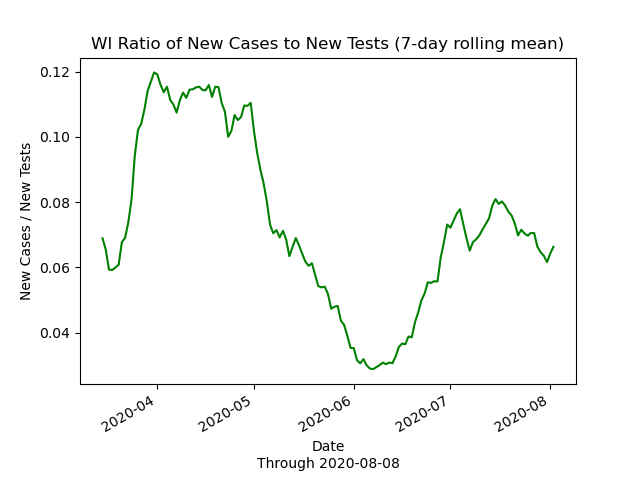 WI Ratio of New Cases to New Tests (7-day rolling mean)
0.12
0.10
0.08
0.06
0.04
New Cases / New Tests
2020-04
2020-05
2020-06
2020-07
2020-08
Date
Through 2020-08-08